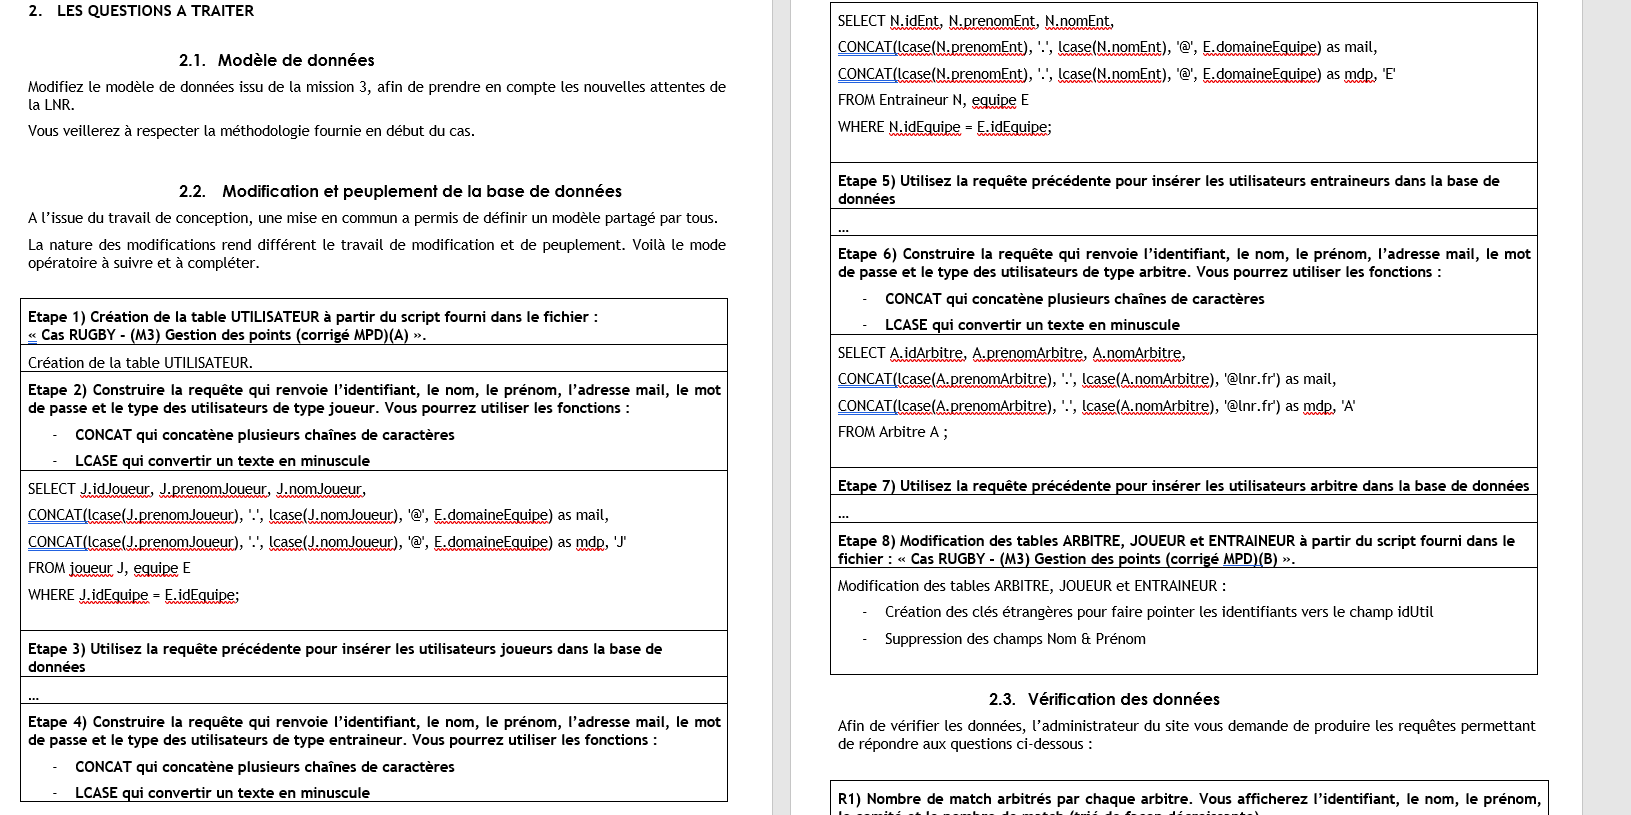 2. LES QUESTIONS A TRAITER
2.1. Modèle de données
Modifiez le modèle de données issu de la mission 3, afin de prendre en compte les nouvelles attentes de
la LNR.
Vous veillerez à respecter la méthodologie fournie en début du cas.
2.2. Modification et peuplement de la base de données
A l’issue du travail de conception, une mise en commun a permis de définir un modèle partagé par tous.
La nature des modifications rend différent le travail de modification et de peuplement. Voilà le mode
opératoire à suivre et à compléter.
Etape 1) Création de la table UTILISATEUR à partir du script fourni dans le fichier :
« Cas RUGBY - (M3) Gestion des points (corrigé MPD)(A) ».
Création de la table UTILISATEUR.
Etape 2) Construire la requête qui renvoie l’identifiant, le nom, le prénom, l’adresse mail, le mot
de passe et le type des utilisateurs de type joueur. Vous pourrez utiliser les fonctions :
- CONCAT qui concatène plusieurs chaînes de caractères
- LCASE qui convertir un texte en minuscule
SELECT J.idJoueur, J.prenomJoueur, J.nomJoueur,
CONCAT(lcase(J.prenomJoueur), '.', lcase(J.nomJoueur), '@', E.domaineEquipe) as mail,
CONCAT(lcase(J.prenomJoueur), '.', lcase(J.nomJoueur), '@', E.domaineEquipe) as mdp, 'J'
FROM joueur J, equipe E
WHERE J.idEquipe = E.idEquipe;
Etape 3) Utilisez la requête précédente pour insérer les utilisateurs joueurs dans la base de
données
...
Etape 4) Construire la requête qui renvoie l’identifiant, le nom, le prénom, l’adresse mail, le mot
de passe et le type des utilisateurs de type entraineur. Vous pourrez utiliser les fonctions :
- CONCAT qui concatène plusieurs chaînes de caractères
- LCASE qui convertir un texte en minuscule
SELECT N.idEnt, N.prenomEnt, N.nomEnt,
CONCAT(lcase(N.prenomEnt), '.', lcase(N.nomEnt), '@', E.domaineEquipe) as mail,
CONCAT(lcase(N.prenomEnt), '.', lcase(N.nomEnt), '@', E.domaineEquipe) as mdp, 'E'
FROM Entraineur N, equipe E
WHERE N.idEquipe = E.idEquipe;
Etape 5) Utilisez la requête précédente pour insérer les utilisateurs entraineurs dans la base de
données
...
Etape 6) Construire la requête qui renvoie l’identifiant, le nom, le prénom, l’adresse mail, le mot
de passe et le type des utilisateurs de type arbitre. Vous pourrez utiliser les fonctions :
- CONCAT qui concatène plusieurs chaînes de caractères
- LCASE qui convertir un texte en minuscule
SELECT A.idArbitre, A.prenomArbitre, A.nomArbitre,
CONCAT(lcase(A.prenomArbitre), '.', lcase(A.nomArbitre), '@lnr.fr') as mail,
CONCAT(lcase(A.prenomArbitre), '.', lcase(A.nomArbitre), '@lnr.fr') as mdp, 'A'
FROM Arbitre A ;
Etape 7) Utilisez la requête précédente pour insérer les utilisateurs arbitre dans la base de données
...
Etape 8) Modification des tables ARBITRE, JOUEUR et ENTRAINEUR à partir du script fourni dans le
fichier : « Cas RUGBY - (M3) Gestion des points (corrigé MPD)(B) ».
Modification des tables ARBITRE, JOUEUR et ENTRAINEUR :
- Création des clés étrangères pour faire pointer les identifiants vers le champ idUtil
- Suppression des champs Nom & Prénom
2.3. Vérification des données
Afin de vérifier les données, l’administrateur du site vous demande de produire les requêtes permettant
de répondre aux questions ci-dessous :
R1) Nombre de match arbitrés par chaque arbitre. Vous afficherez l’identifiant, le nom, le prénom,